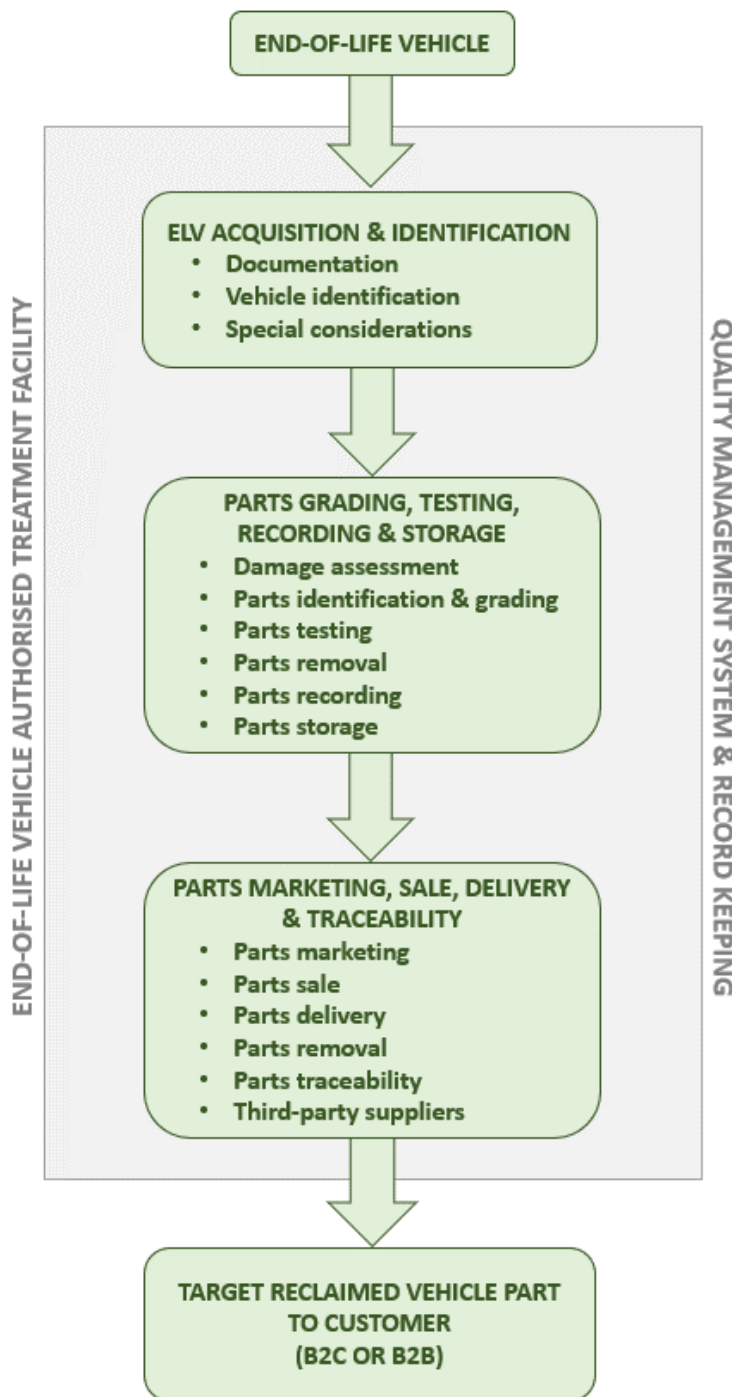 END-OF-LIFE VEHICLE
ELV ACQUISITION & IDENTIFICATION
• Documentation
• Vehicle identification
• Special considerations
PARTS GRADING, TESTING,
RECORDING & STORAGE
• Damage assessment
• Parts identification & grading
• Parts testing
• Parts removal
• Parts recording
• Parts storage
PARTS MARKETING, SALE, DELIVERY
& TRACEABILITY
• Parts marketing
• Parts sale
• Parts delivery
• Parts removal
• Parts traceability
• Third-party suppliers
TARGET RECLAIMED VEHICLE PART
TO CUSTOMER
(B2C OR B2B)
END-OF-LIFE VEHICLE AUTHORISED TREATMENT FACILITY
QUALITY MANAGEMENT SYSTEM & RECORD KEEPING